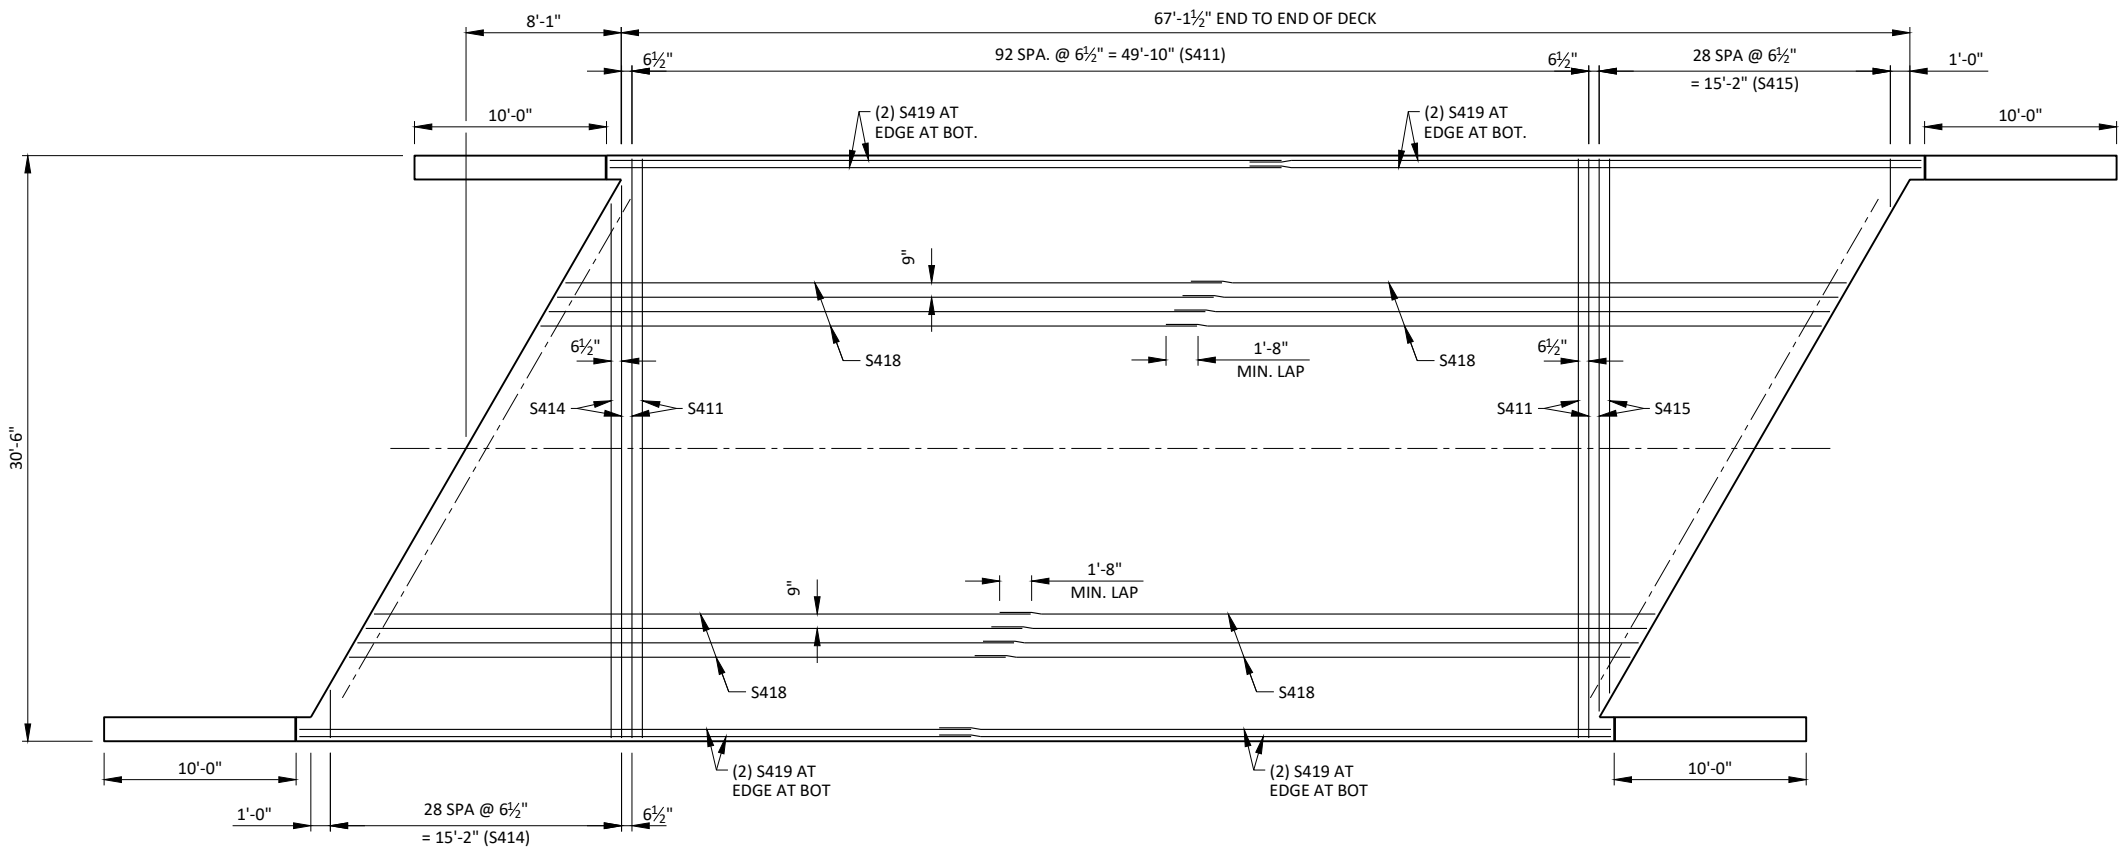 8'-1"
67'-1½" END TO END OF DECK
6½"
92 SPA. @ 6½" = 49'-10" (S411)
6½"
28 SPA @ 6½"
= 15'-2" (S415)
1'-0"
10'-0"
(2) S419 AT
EDGE AT BOT.
(2) S419 AT
EDGE AT BOT.
10'-0"
9"
6½"
S418
1'-8"
MIN. LAP
6½"
S418
S414
S411
S411
S415
30'-6"
9"
1'-8"
MIN. LAP
S418
S418
10'-0"
(2) S419 AT
EDGE AT BOT
(2) S419 AT
EDGE AT BOT
10'-0"
1'-0"
28 SPA @ 6½"
= 15'-2" (S414)
6½"